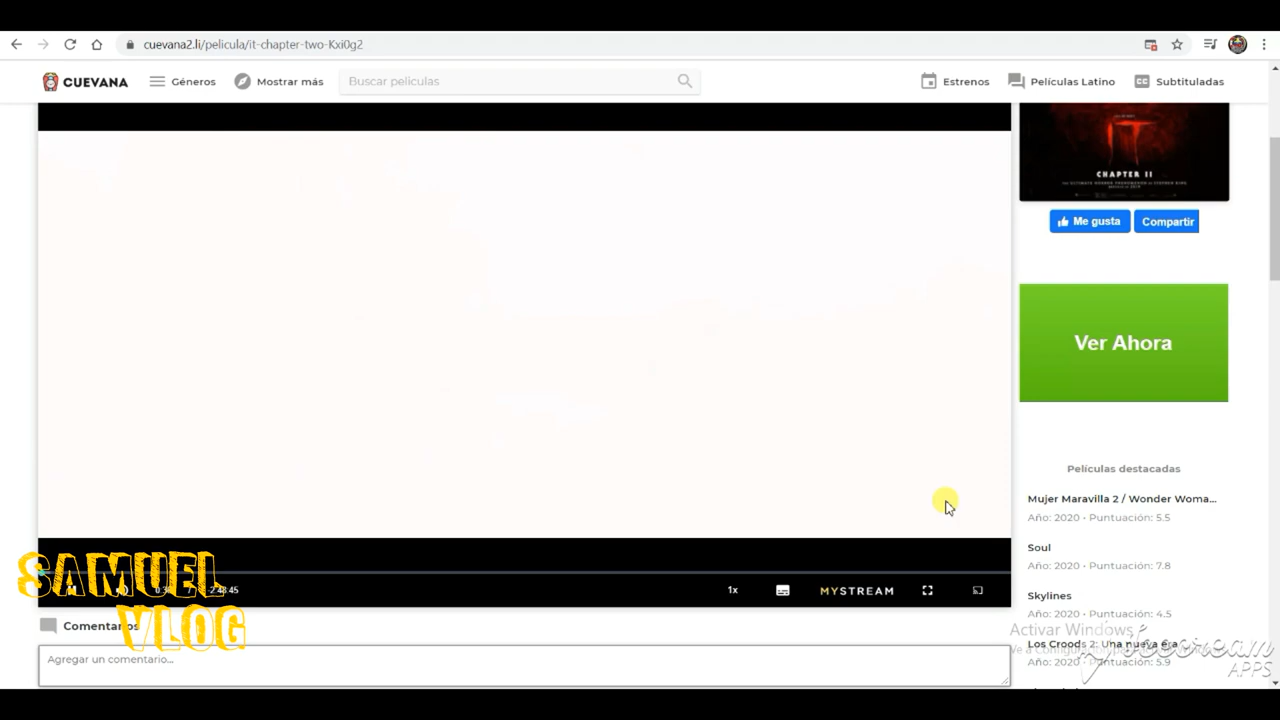 cuevana2.li/pelicula/it-chapter-two-Kxi0g2
CUEVANA
Géneros
Mostrar más
Buscar peliculas
Estrenos
Películas Latino
Subtituladas
IT
CHAPTER II
Me gusta
Compartir
Ver Ahora
Películas destacadas
Mujer Maravilla 2 / Wonder Woma...
Año: 2020 • Puntuación: 5.5
Soul
Año: 2020 • Puntuación: 7.8
Skylines
Año: 2020 • Puntuación: 4.5
Los Croods 2: Una nueva era
Año: 2020 • Puntuación: 5.9
1x
MYSTREAM
SAMUEL
VLOG
Comentarios
Agregar un comentario...
Activar Windows
Ve a
APPS